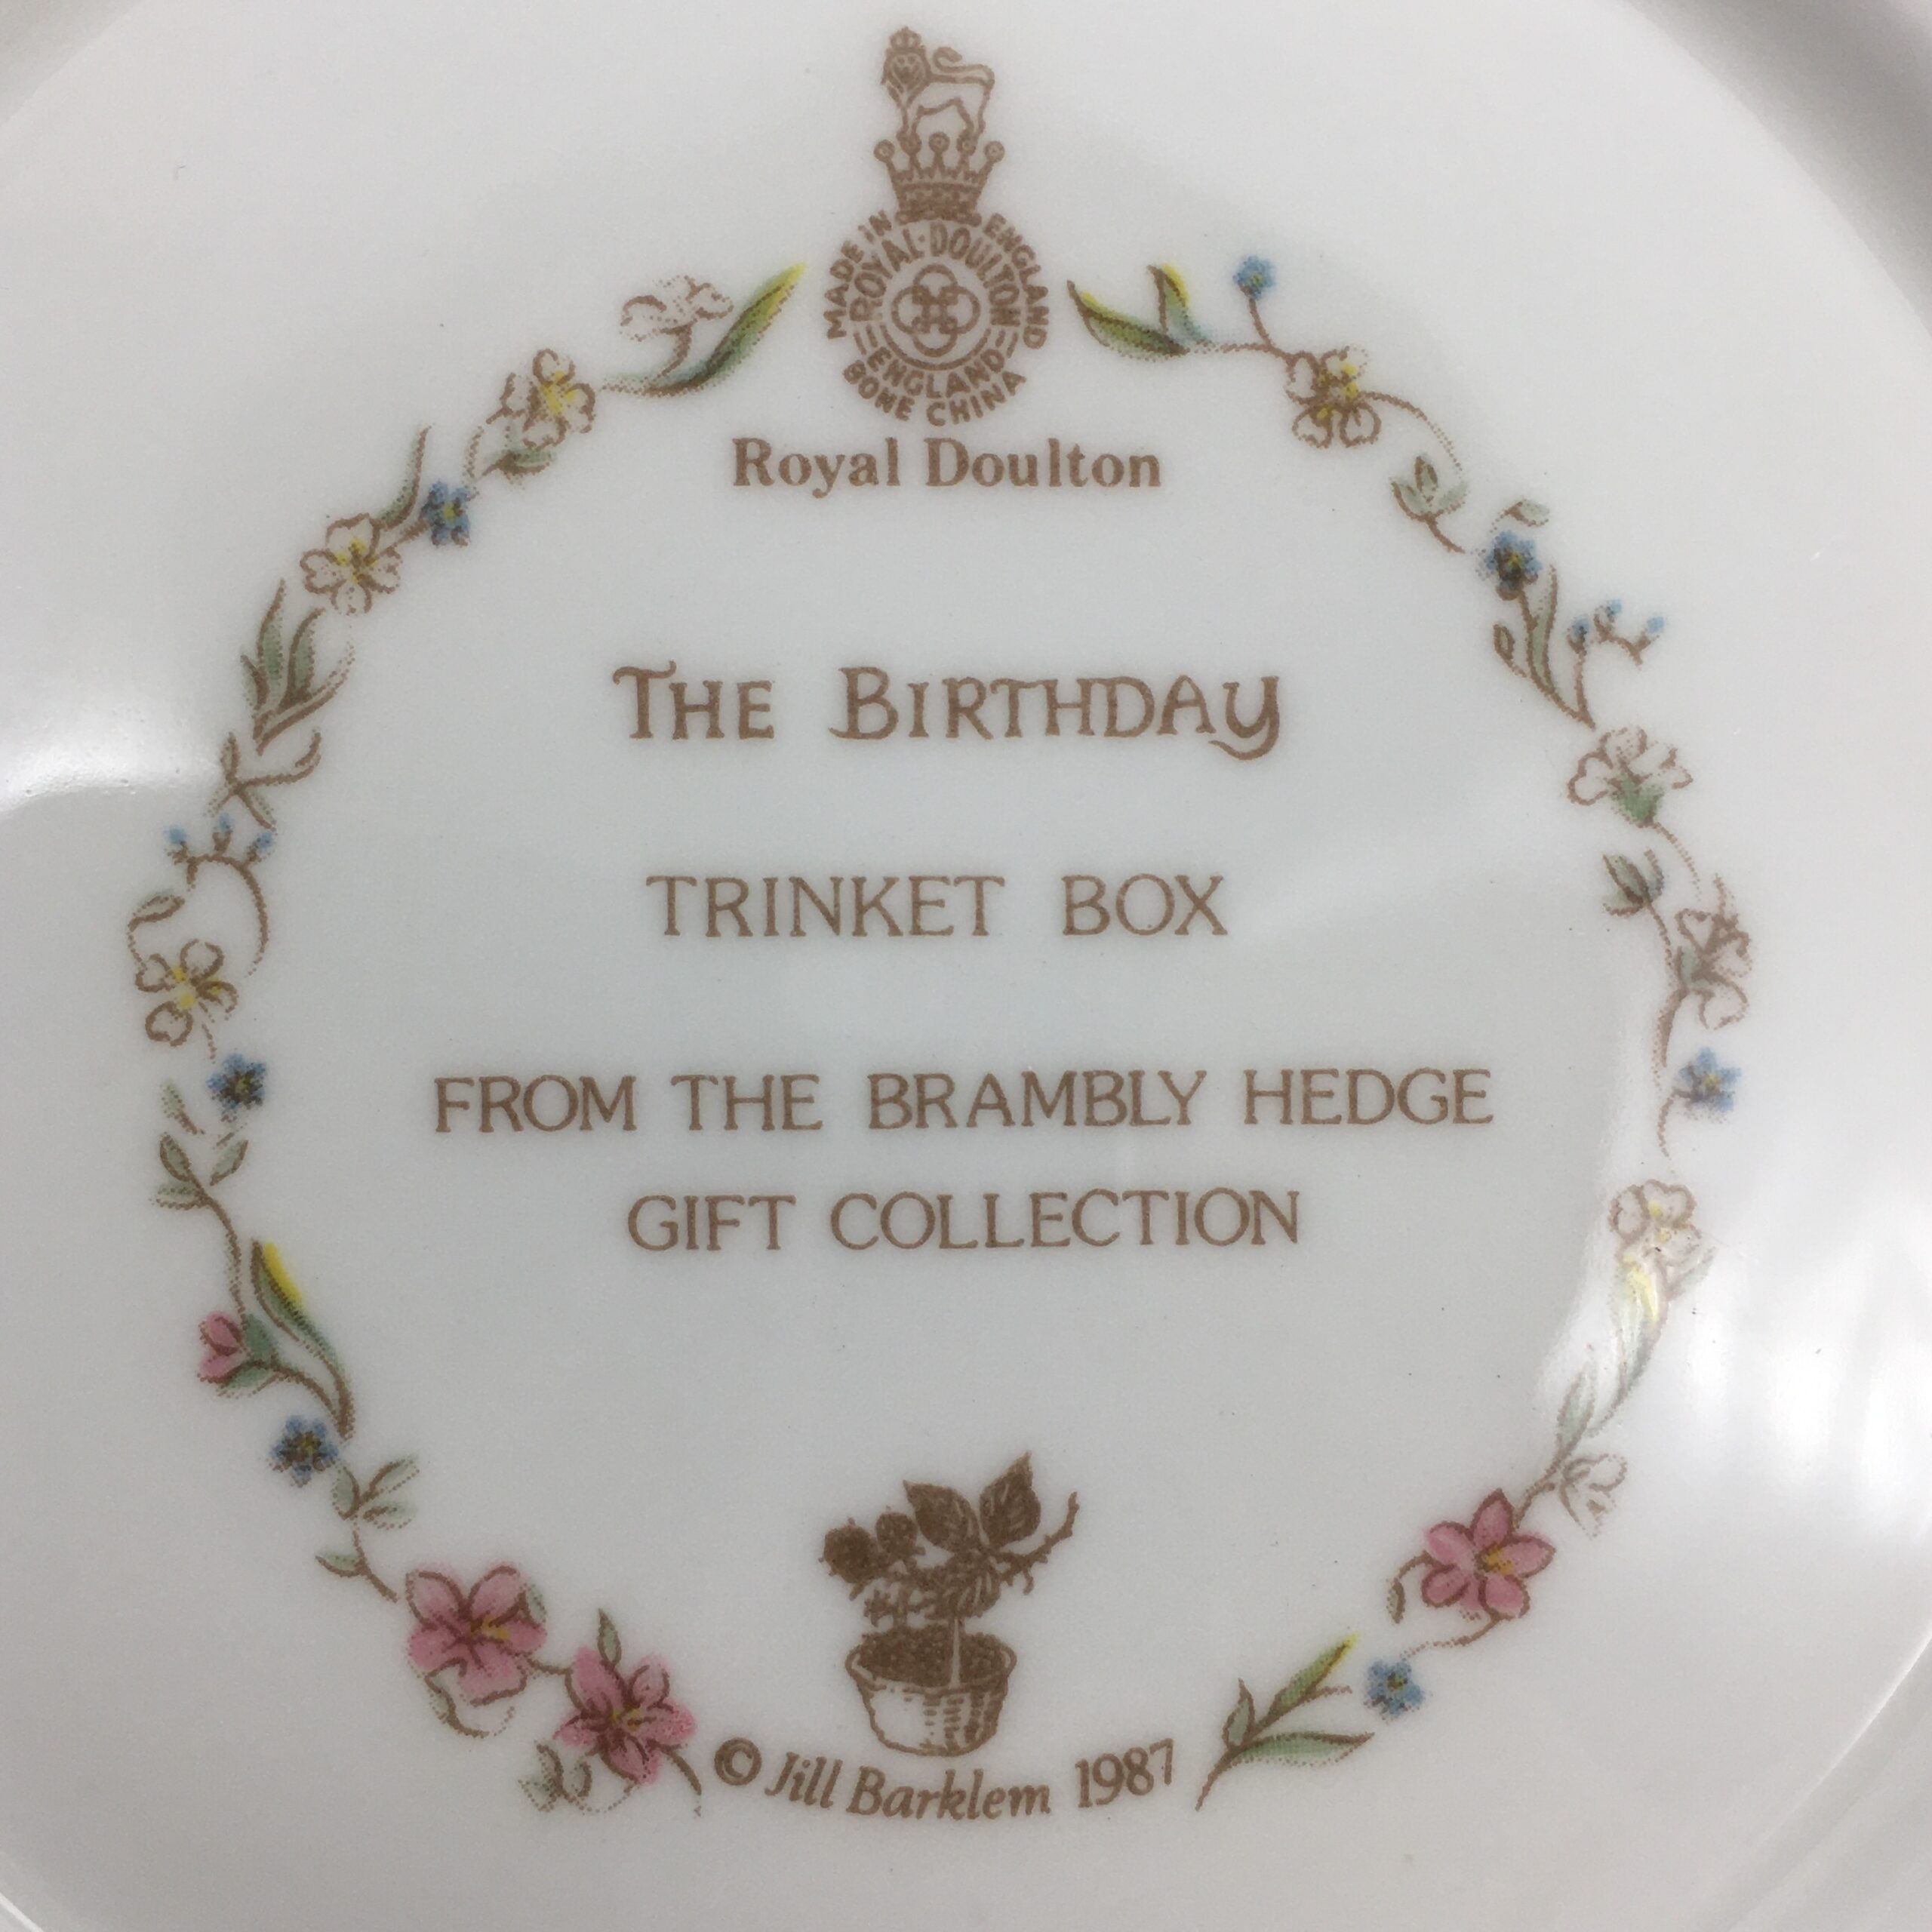 MADE IN ENGLAND
ROYAL·DOULTON
ENGLAND
BONE CHINA
Royal Doulton
THE BIRTHDAY
TRINKET BOX
FROM THE BRAMBLY HEDGE
GIFT COLLECTION
© Jill Barklem 1987